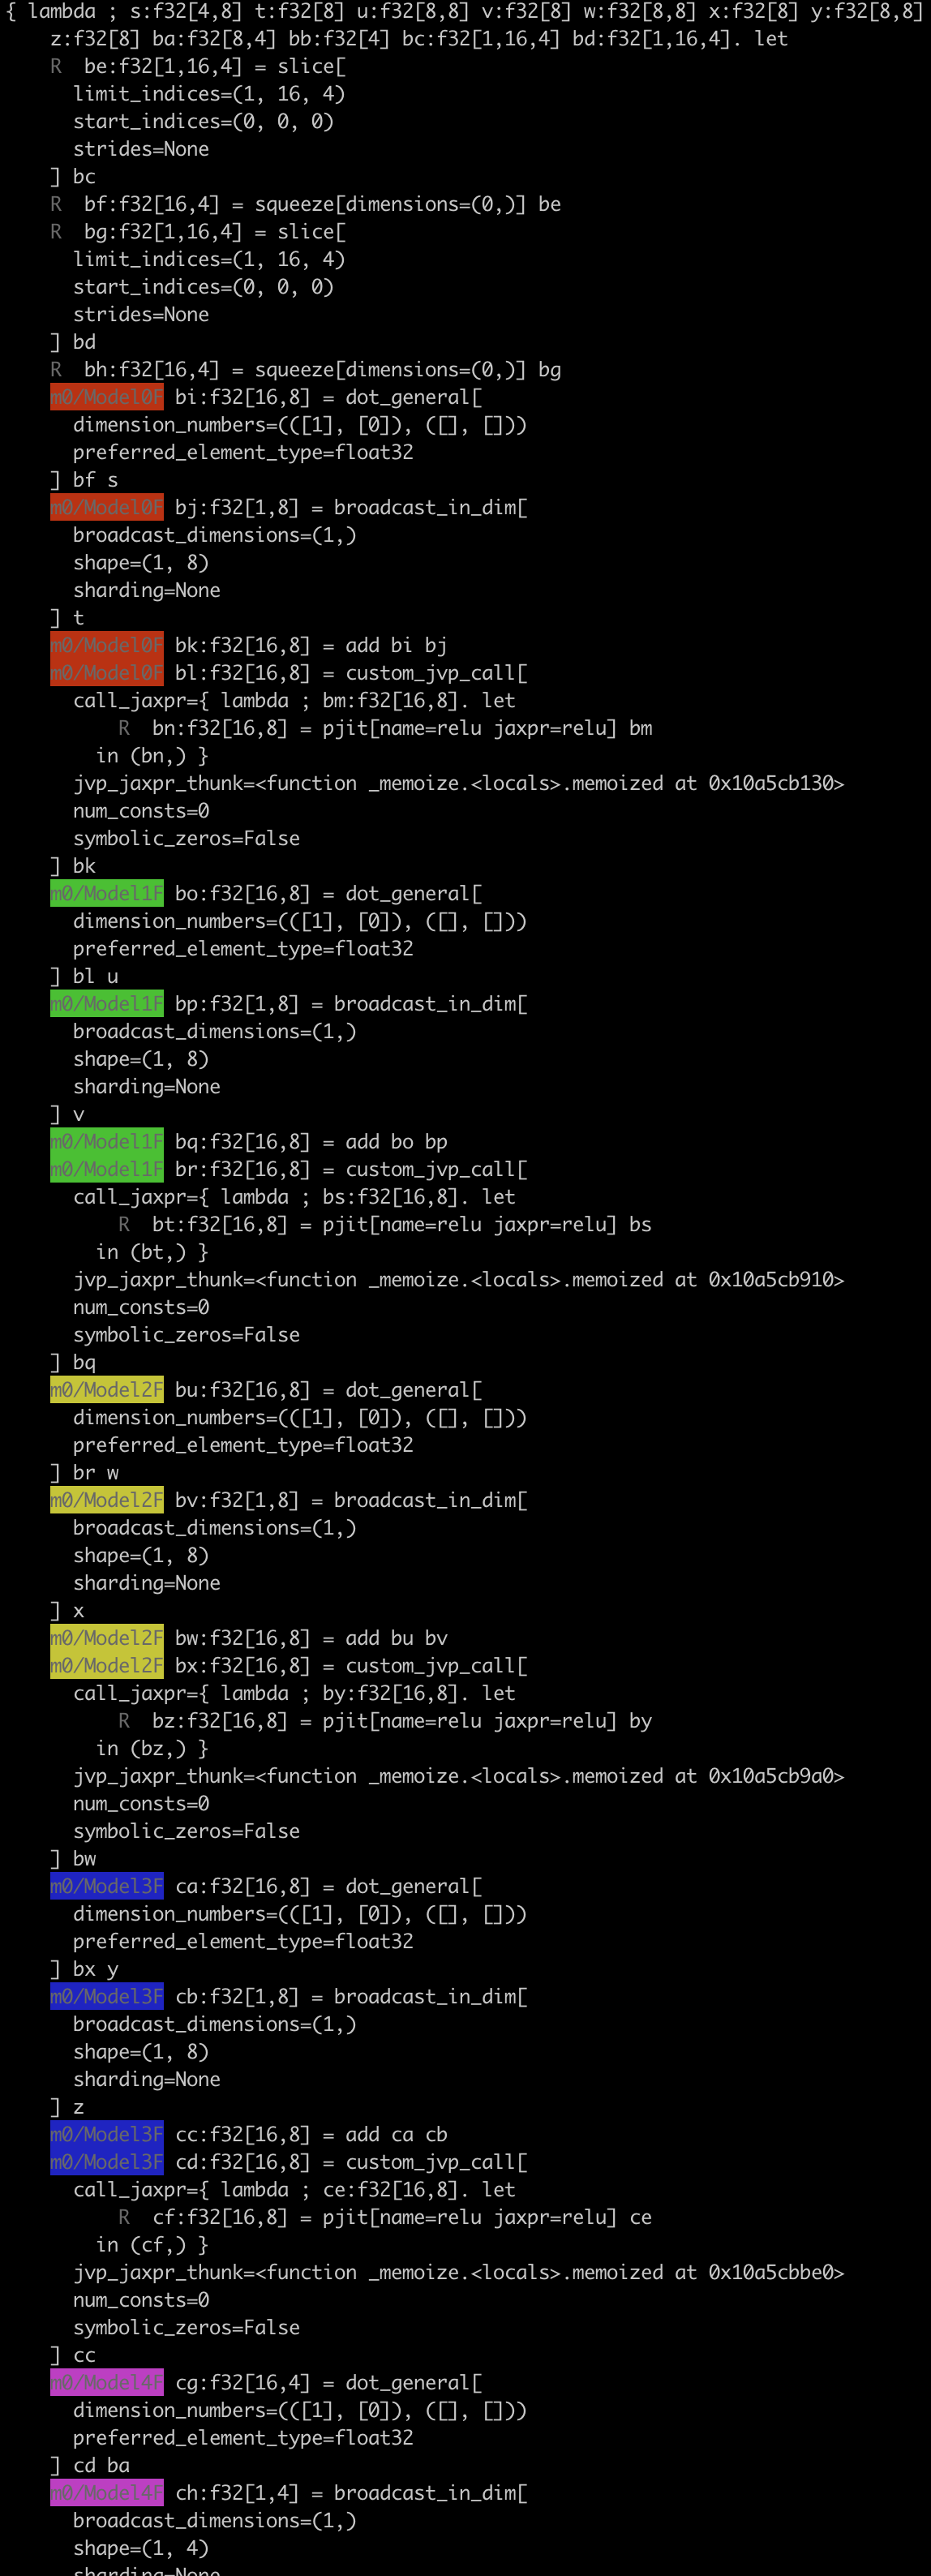 { lambda ; s:f32[4,8] t:f32[8] u:f32[8,8] v:f32[8] w:f32[8,8] x:f32[8] y:f32[8,8]
    z:f32[8] ba:f32[8,4] bb:f32[4] bc:f32[1,16,4] bd:f32[1,16,4]. let
    R  be:f32[1,16,4] = slice[
      limit_indices=(1, 16, 4)
      start_indices=(0, 0, 0)
      strides=None
    ] bc
    R  bf:f32[16,4] = squeeze[dimensions=(0,)] be
    R  bg:f32[1,16,4] = slice[
      limit_indices=(1, 16, 4)
      start_indices=(0, 0, 0)
      strides=None
    ] bd
    R  bh:f32[16,4] = squeeze[dimensions=(0,)] bg
    m0/Model0F bi:f32[16,8] = dot_general[
      dimension_numbers=(([1], [0]), ([], []))
      preferred_element_type=float32
    ] bf s
    m0/Model0F bj:f32[1,8] = broadcast_in_dim[
      broadcast_dimensions=(1,)
      shape=(1, 8)
      sharding=None
    ] t
    m0/Model0F bk:f32[16,8] = add bi bj
    m0/Model0F bl:f32[16,8] = custom_jvp_call[
      call_jaxpr={ lambda ; bm:f32[16,8]. let
          R  bn:f32[16,8] = pjit[name=relu jaxpr=relu] bm
        in (bn,) }
      jvp_jaxpr_thunk=<function _memoize.<locals>.memoized at 0x10a5cb130>
      num_consts=0
      symbolic_zeros=False
    ] bk
    m0/Model1F bo:f32[16,8] = dot_general[
      dimension_numbers=(([1], [0]), ([], []))
      preferred_element_type=float32
    ] bl u
    m0/Model1F bp:f32[1,8] = broadcast_in_dim[
      broadcast_dimensions=(1,)
      shape=(1, 8)
      sharding=None
    ] v
    m0/Model1F bq:f32[16,8] = add bo bp
    m0/Model1F br:f32[16,8] = custom_jvp_call[
      call_jaxpr={ lambda ; bs:f32[16,8]. let
          R  bt:f32[16,8] = pjit[name=relu jaxpr=relu] bs
        in (bt,) }
      jvp_jaxpr_thunk=<function _memoize.<locals>.memoized at 0x10a5cb910>
      num_consts=0
      symbolic_zeros=False
    ] bq
    m0/Model2F bu:f32[16,8] = dot_general[
      dimension_numbers=(([1], [0]), ([], []))
      preferred_element_type=float32
    ] br w
    m0/Model2F bv:f32[1,8] = broadcast_in_dim[
      broadcast_dimensions=(1,)
      shape=(1, 8)
      sharding=None
    ] x
    m0/Model2F bw:f32[16,8] = add bu bv
    m0/Model2F bx:f32[16,8] = custom_jvp_call[
      call_jaxpr={ lambda ; by:f32[16,8]. let
          R  bz:f32[16,8] = pjit[name=relu jaxpr=relu] by
        in (bz,) }
      jvp_jaxpr_thunk=<function _memoize.<locals>.memoized at 0x10a5cb9a0>
      num_consts=0
      symbolic_zeros=False
    ] bw
    m0/Model3F ca:f32[16,8] = dot_general[
      dimension_numbers=(([1], [0]), ([], []))
      preferred_element_type=float32
    ] bx y
    m0/Model3F cb:f32[1,8] = broadcast_in_dim[
      broadcast_dimensions=(1,)
      shape=(1, 8)
      sharding=None
    ] z
    m0/Model3F cc:f32[16,8] = add ca cb
    m0/Model3F cd:f32[16,8] = custom_jvp_call[
      call_jaxpr={ lambda ; ce:f32[16,8]. let
          R  cf:f32[16,8] = pjit[name=relu jaxpr=relu] ce
        in (cf,) }
      jvp_jaxpr_thunk=<function _memoize.<locals>.memoized at 0x10a5cbbe0>
      num_consts=0
      symbolic_zeros=False
    ] cc
    m0/Model4F cg:f32[16,4] = dot_general[
      dimension_numbers=(([1], [0]), ([], []))
      preferred_element_type=float32
    ] cd ba
    m0/Model4F ch:f32[1,4] = broadcast_in_dim[
      broadcast_dimensions=(1,)
      shape=(1, 4)
      sharding=None